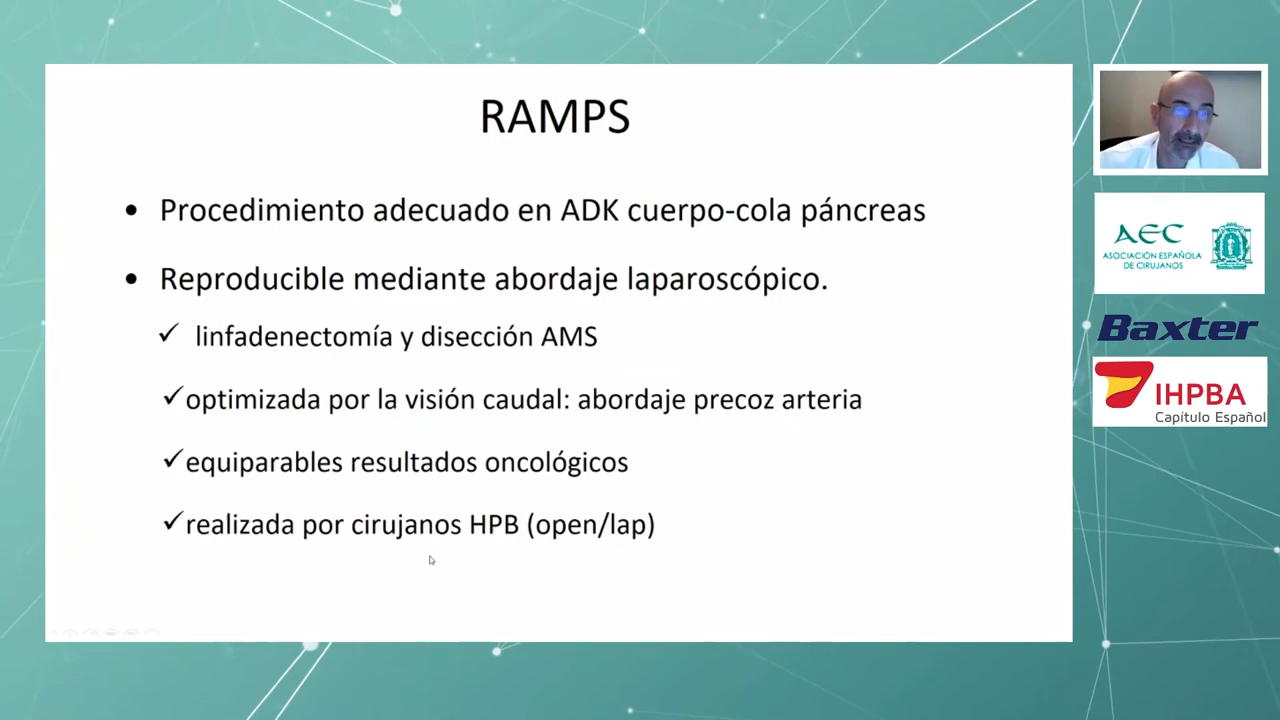 RAMPS
• Procedimiento adecuado en ADK cuerpo-cola páncreas
• Reproducible mediante abordaje laparoscópico.
✓ linfadenectomía y disección AMS
✓optimizada por la visión caudal: abordaje precoz arteria
✓equiparables resultados oncológicos
✓realizada por cirujanos HPB (open/lap)
AEC
ASOCIACIÓN ESPAÑOLA
DE CIRUJANOS
Baxter
IHPBA
Capítulo Español